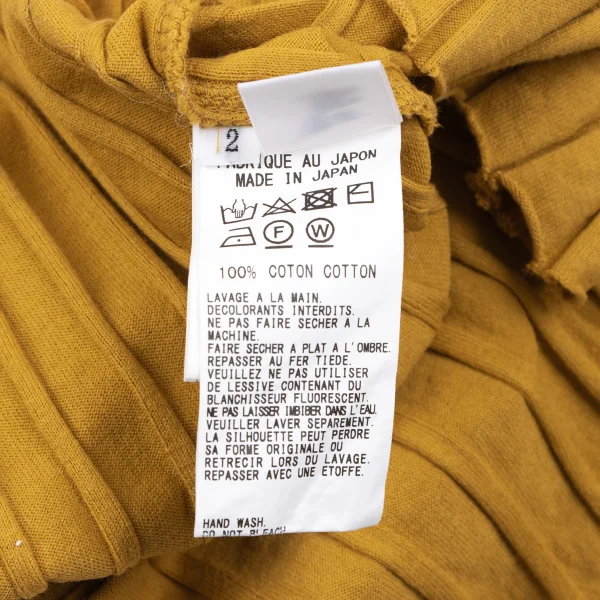 2
FABRIQUE AU JAPON
MADE IN JAPAN
F W
100% COTON COTTON
LAVAGE A LA MAIN.
DECOLORANTS INTERDITS.
NE PAS FAIRE SECHER A LA
MACHINE.
FAIRE SECHER A PLAT A L'OMBRE.
REPASSER AU FER TIEDE.
VEUILLEZ NE PAS UTILISER
DE LESSIVE CONTENANT DU
BLANCHISSEUR FLUORESCENT.
NE PAS LAISSER IMBIBER DANS L'EAU.
VEUILLER LAVER SEPAREMENT.
LA SILHOUETTE PEUT PERDRE
SA FORME ORIGINALE OU
RETRECIR LORS DU LAVAGE.
REPASSER AVEC UNE ETOFFE.
HAND WASH.
DO NOT BLEACH